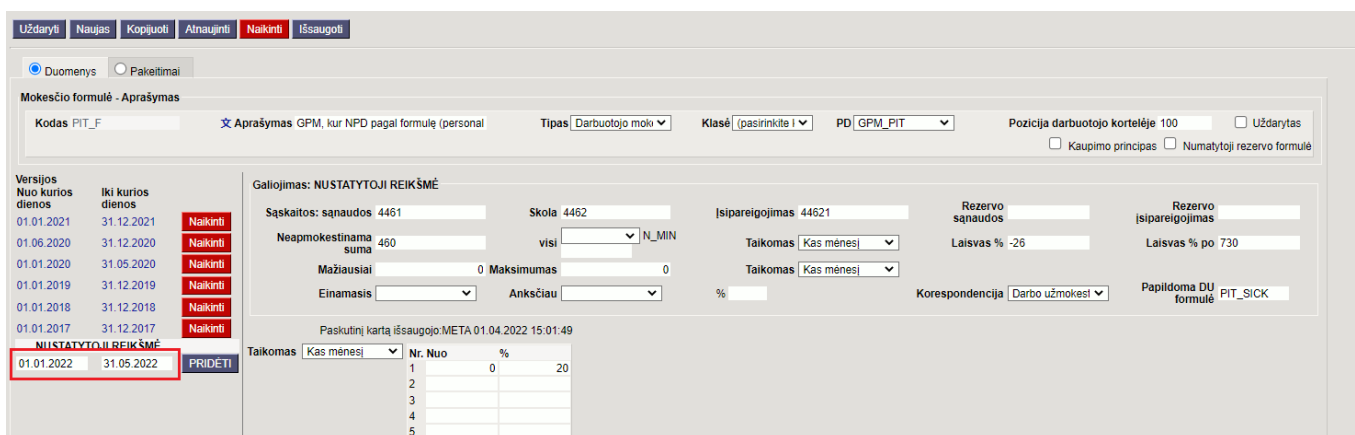 Uždaryti Naujas Kopijuoti Atnaujinti Naikinti Išsaugoti
Duomenys Pakeitimai
Mokesčio formulė - Aprašymas
Kodas PIT_F 文 Aprašymas GPM, kur NPD pagal formulę (personal Tipas Darbuotojo mok Klasė (pasirinkite PD GPM_PIT Pozicija darbuotojo kortelėje 100 Uždarytas
Kaupimo principas Numatytoji rezervo formulė
Versijos
Nuo kurios dienos Iki kurios dienos
01.01.2021 31.12.2021 Naikinti
01.06.2020 31.12.2020 Naikinti
01.01.2020 31.05.2020 Naikinti
01.01.2019 31.12.2019 Naikinti
01.01.2018 31.12.2018 Naikinti
01.01.2017 31.12.2017 Naikinti
NUSTATYTOJI REIKŠMĖ
01.01.2022 31.05.2022 PRIDĖTI
Galiojimas: NUSTATYTOJI REIKŠMĖ
Sąskaitos: sąnaudos 4461 Skola 4462 Įsipareigojimas 44621 Rezervo sąnaudos Rezervo įsipareigojimas
Neapmokestinama suma 460 visi N_MIN Taikomas Kas mėnesį Laisvas % -26 Laisvas % po 730
Mažiausiai 0 Maksimumas 0 Taikomas Kas mėnesį
Einamasis Anksčiau % Korespondencija Darbo užmokest Papildoma DU formulė PIT_SICK
Paskutinį kartą išsaugojo:META 01.04.2022 15:01:49
Taikomas Kas mėnesį Nr. Nuo %
1 0 20
2
3
4
5